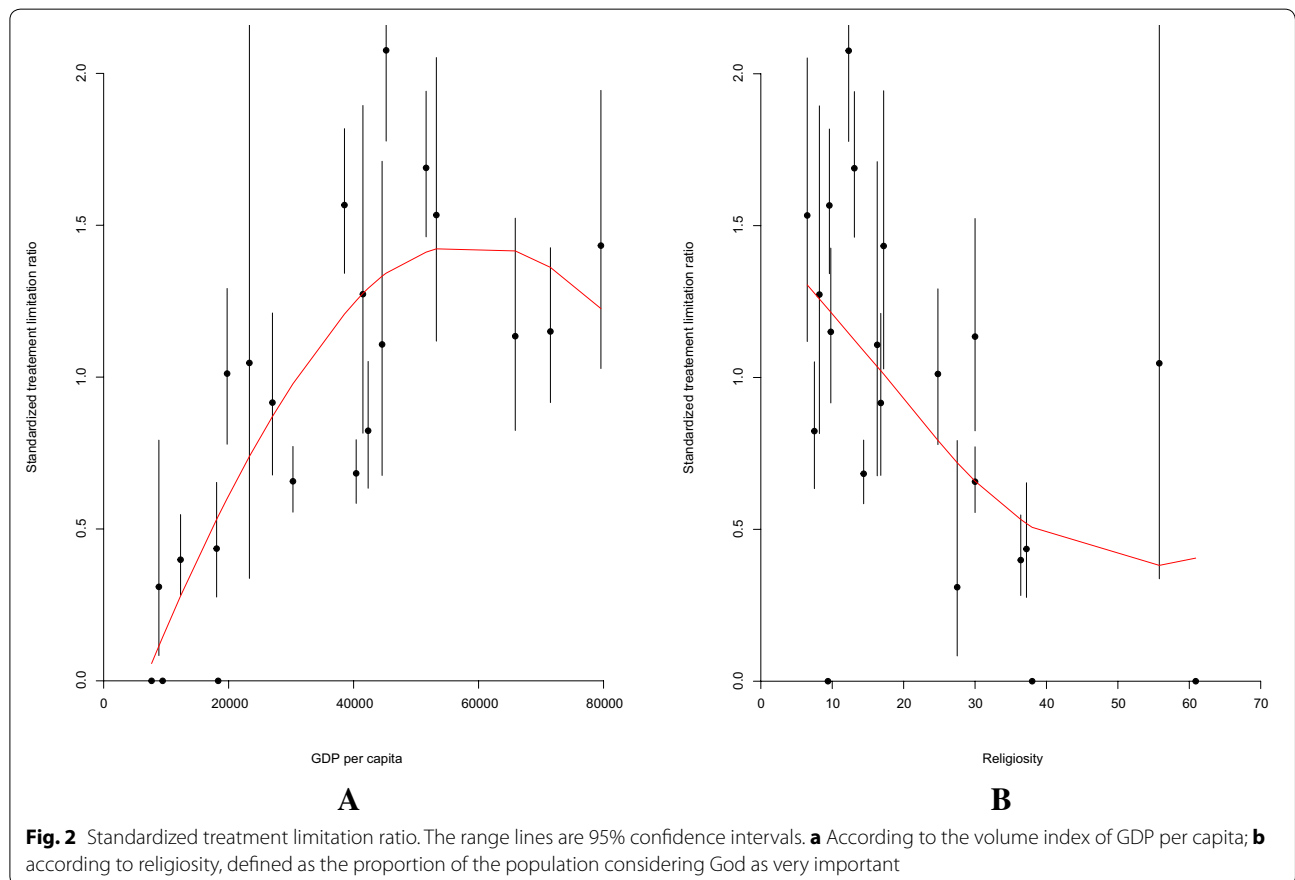 Standardized treatement limitation ratio
2.0
1.5
1.0
0.5
0.0
0 20000 40000 60000 80000
GDP per capita
A
Standardized treatement limitation ratio
2.0
1.5
1.0
0.5
0.0
0 10 20 30 40 50 60 70
Religiosity
B
Fig. 2 Standardized treatment limitation ratio. The range lines are 95% confidence intervals. a According to the volume index of GDP per capita; b
according to religiosity, defined as the proportion of the population considering God as very important